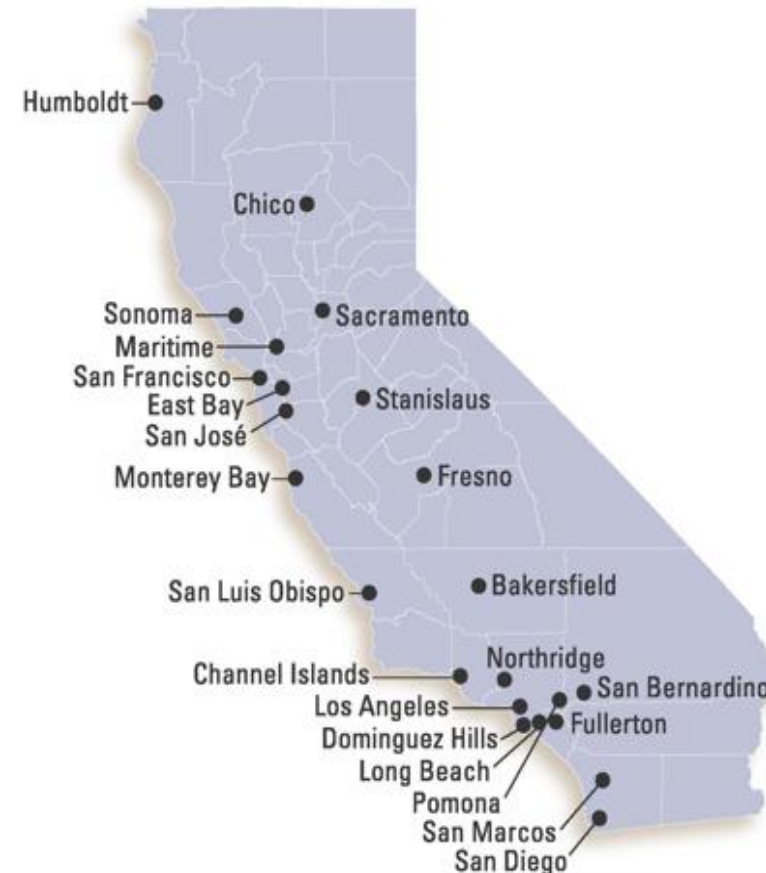 Humboldt
Chico
Sonoma
Sacramento
Maritime
San Francisco
East Bay
Stanislaus
San José
Monterey Bay
Fresno
San Luis Obispo
Bakersfield
Northridge
Channel Islands
San Bernardino
Los Angeles
Fullerton
Dominguez Hills
Long Beach
Pomona
San Marcos
San Diego